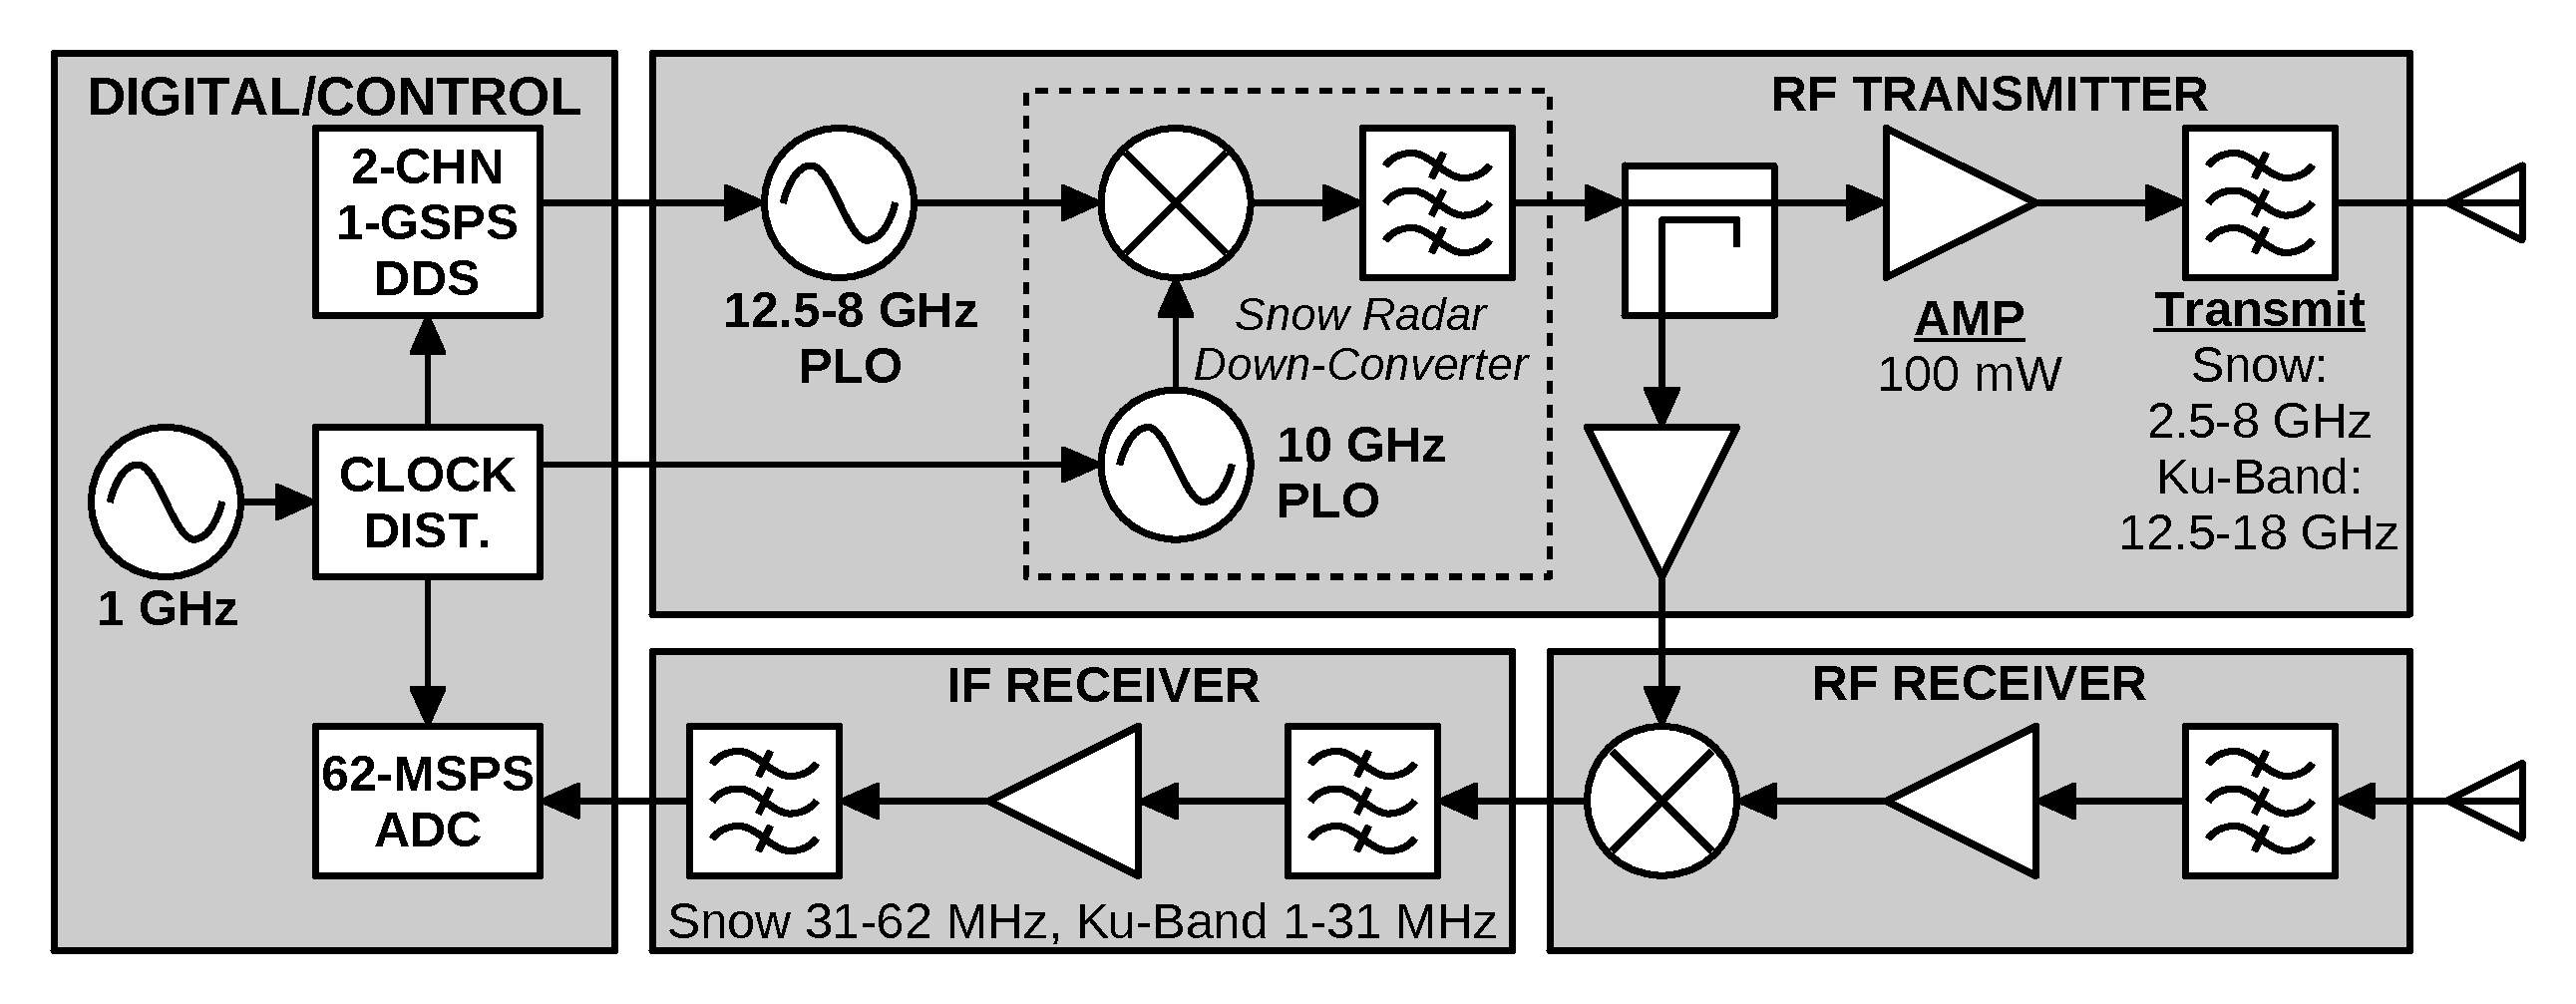 DIGITAL/CONTROL
2-CHN
1-GSPS
DDS
1 GHz
CLOCK
DIST.
62-MSPS
ADC
RF TRANSMITTER
12.5-8 GHz
PLO
Snow Radar
Down-Converter
10 GHz
PLO
AMP
100 mW
Transmit
Snow:
2.5-8 GHz
Ku-Band:
12.5-18 GHz
IF RECEIVER
Snow 31-62 MHz, Ku-Band 1-31 MHz
RF RECEIVER